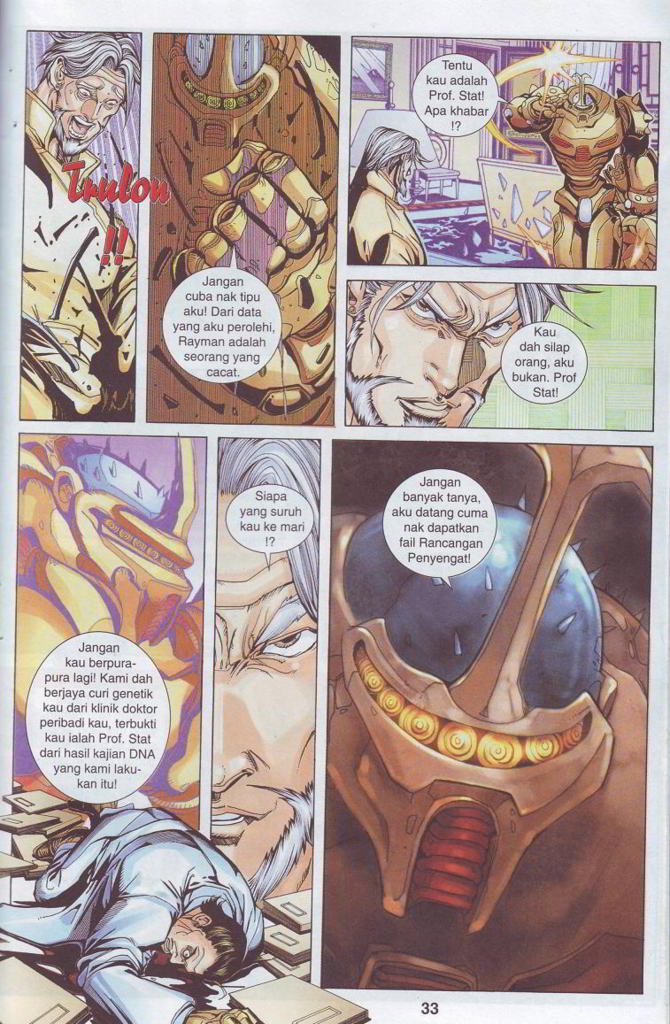 Trulon
!!
Jangan
cuba nak tipu
aku! Dari data
yang aku perolehi,
Rayman adalah
seorang yang
cacat.
Tentu
kau adalah
Prof. Stat!
Apa khabar
!?
Kau
dah silap
orang, aku
bukan. Prof
Stat!
Jangan
kau berpura-
pura lagi! Kami dah
berjaya curi genetik
kau dari klinik doktor
peribadi kau, terbukti
kau ialah Prof. Stat
dari hasil kajian DNA
yang kami laku-
kan itu!
Siapa
yang suruh
kau ke mari
!?
Jangan
banyak tanya,
aku datang cuma
nak dapatkan
fail Rancangan
Penyengat!
33